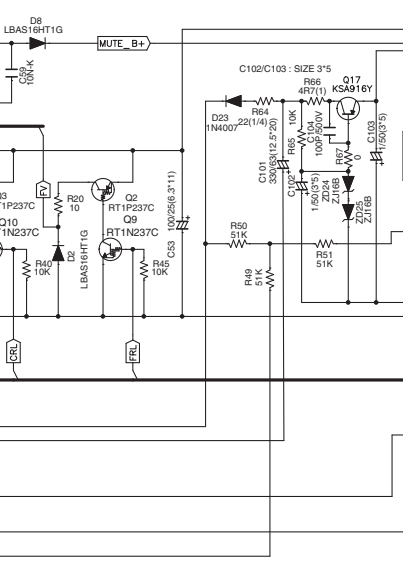 D8
LBAS16HT1G
MUTE_B+
C59
10N-K
C102/C103 : SIZE 3*5
R66
4R7(1)
Q17
KSA916Y
D23
1N4007
R64
22(1/4)
R65
10K
C104
100P/500V
C103
1/50(3*5)
R67
0
C101
330/63(12.5*20)
C102
1/50(3*5)
ZD24
ZJ16B
ZD25
ZJ16B
FV
R20
10
Q2
RT1P237C
Q9
RT1N237C
C53
100/25(6.3*11)
Q10
R40
10K
D2
LBAS16HT1G
R45
10K
R50
51K
R51
51K
R49
51K
CRL
FRL